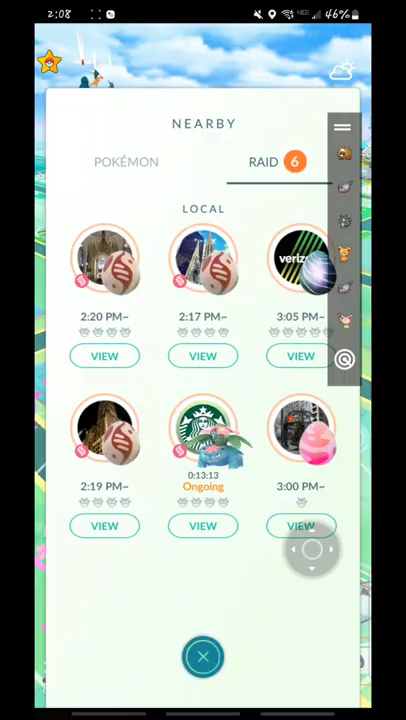 2:08
46%
NEARBY
POKÉMON
RAID 6
LOCAL
verizo
2:20 PM~
2:17 PM~
3:05 PM~
VIEW
VIEW
VIEW
0:13:13
2:19 PM~
Ongoing
3:00 PM~
VIEW
VIEW
VIEW